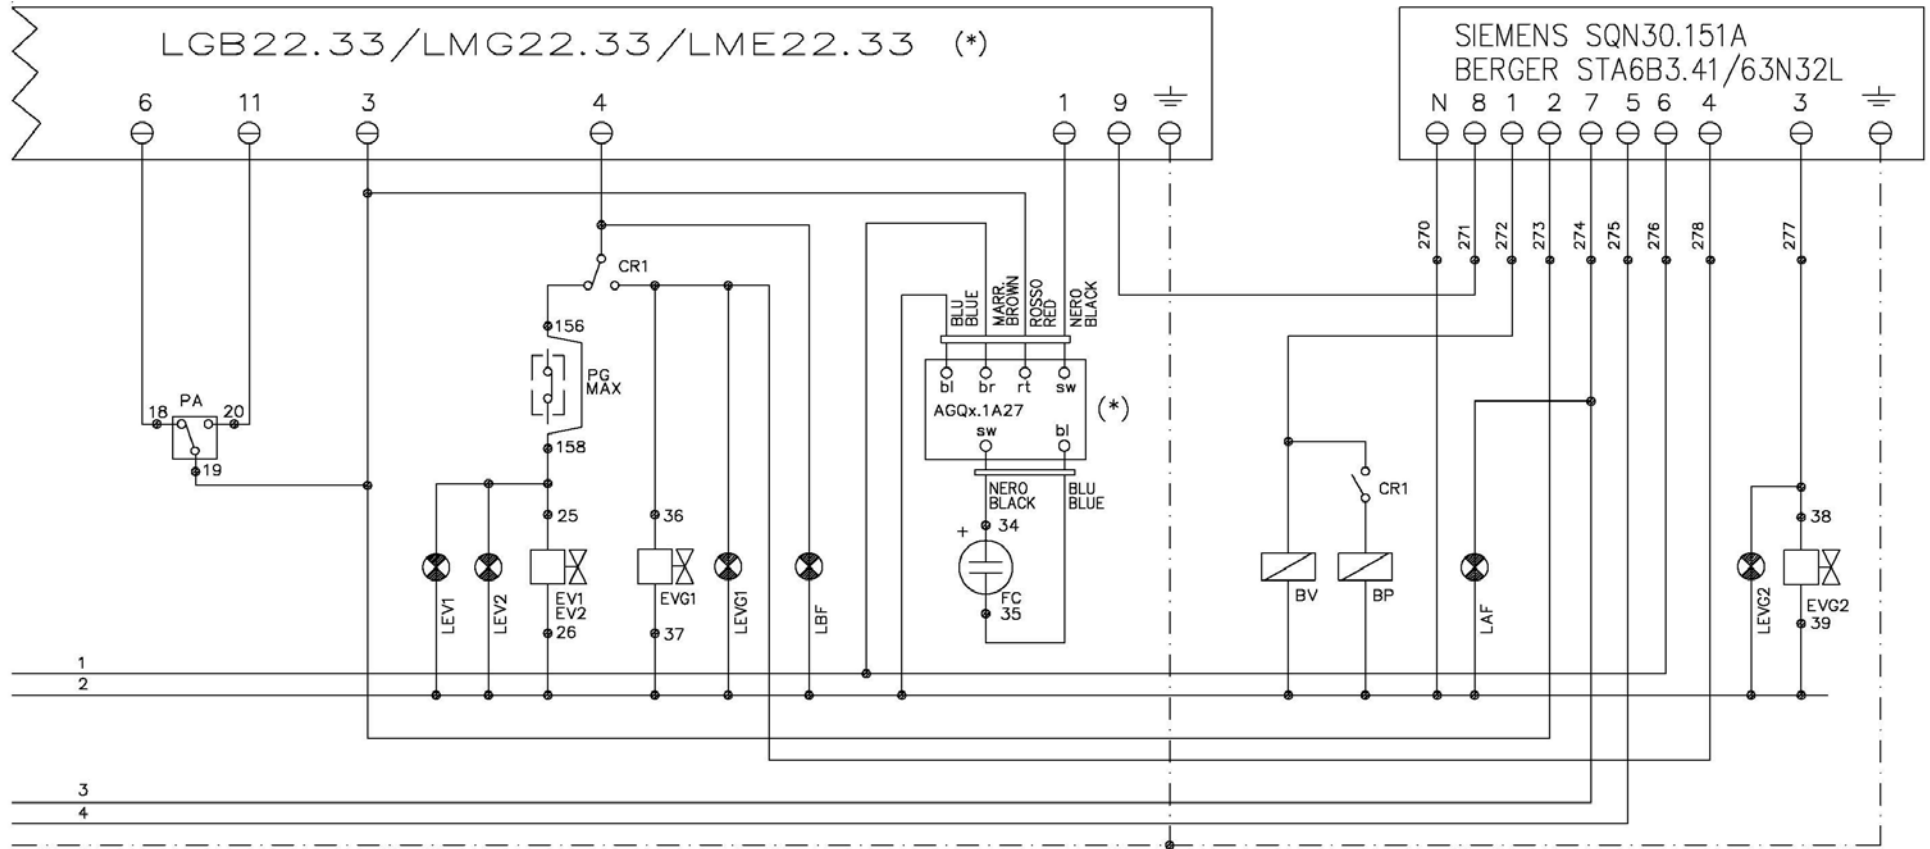 LGB22.33/LMG22.33/LME22.33 (*)
SIEMENS SQN30.151A
BERGER STA6B3.41/63N32L
6 11 3 4 1 9
N 8 1 2 7 5 6 4 3
270 271 272 273 274 275 276 278 277
CR1
BLU
BLUE
MARR.
BROWN
ROSSO
RED
NERO
BLACK
156
PG
MAX
158
bl br rt sw
AGQx.1A27
(*)
sw bl
PA
18 20
19
NERO
BLACK
BLU
BLUE
CR1
25 36 + 34 38
LEV1
LEV2
EV1
EV2
26
EVG1
37
LEVG1
LBF
FC
35
BV
BP
LAF
LEVG2
EVG2
39
1
2
3
4